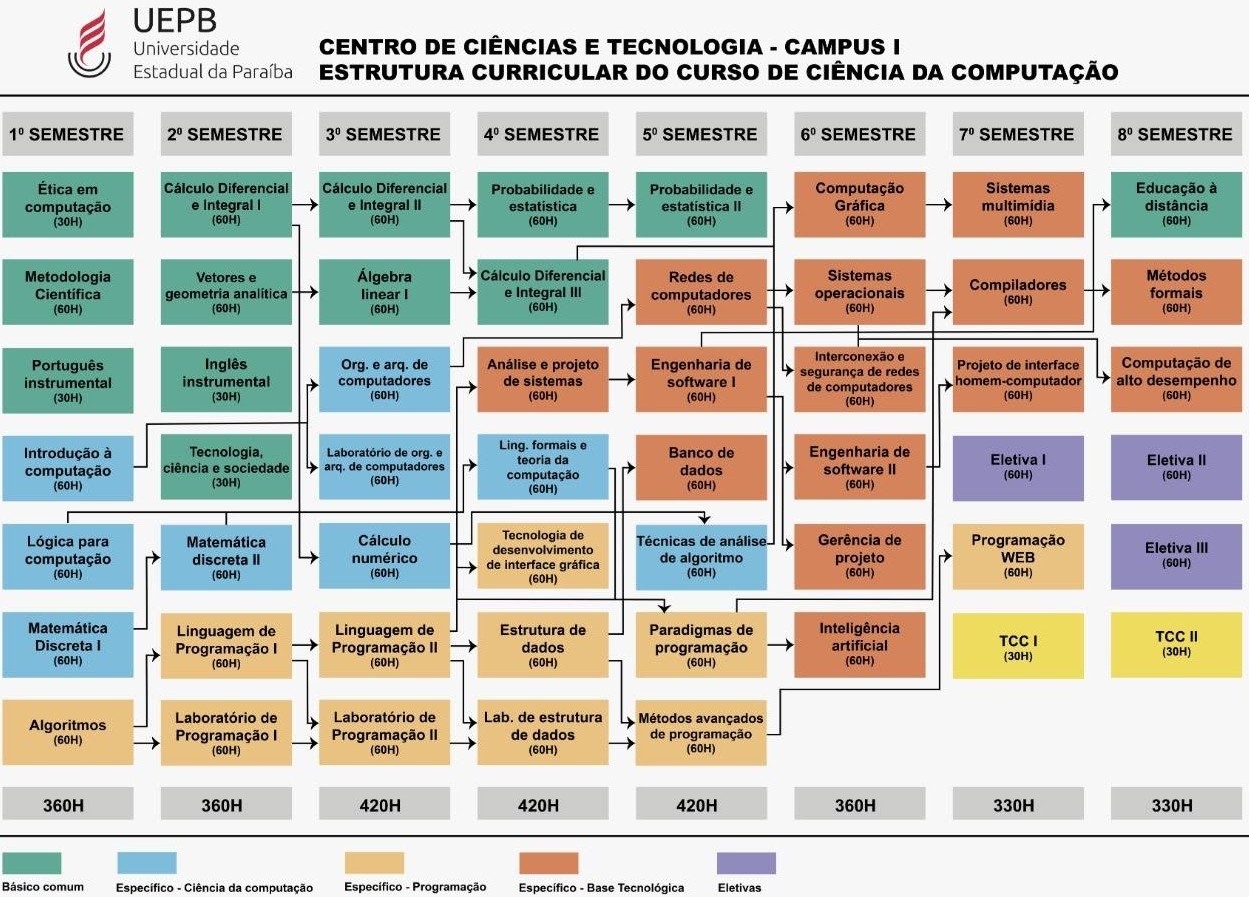 UEPB
Universidade
Estadual da Paraíba
CENTRO DE CIÊNCIAS E TECNOLOGIA - CAMPUS I
ESTRUTURA CURRICULAR DO CURSO DE CIÊNCIA DA COMPUTAÇÃO
1º SEMESTRE
2º SEMESTRE
3º SEMESTRE
4º SEMESTRE
5º SEMESTRE
6º SEMESTRE
7º SEMESTRE
8º SEMESTRE
Ética em
computação
(30H)
Cálculo Diferencial
e Integral I
(60H)
Cálculo Diferencial
e Integral II
(60H)
Probabilidade e
estatística
(60H)
Probabilidade e
estatística II
(60H)
Computação
Gráfica
(60H)
Sistemas
multimídia
(60H)
Educação à
distância
(60H)
Metodologia
Científica
(60H)
Vetores e
geometria analítica
(60H)
Álgebra
linear I
(60H)
Cálculo Diferencial
e Integral III
(60H)
Redes de
computadores
(60H)
Sistemas
operacionais
(60H)
Compiladores
(60H)
Métodos
formais
(60H)
Português
instrumental
(30H)
Inglês
instrumental
(30H)
Org. e arq. de
computadores
(60H)
Análise e projeto
de sistemas
(60H)
Engenharia de
software I
(60H)
Interconexão e
segurança de redes
de computadores
(60H)
Projeto de interface
homem-computador
(60H)
Computação de
alto desempenho
(60H)
Introdução à
computação
(60H)
Tecnologia,
ciência e sociedade
(30H)
Laboratório de org. e
arq. de computadores
(60H)
Ling. formais e
teoria da
computação
(60H)
Banco de
dados
(60H)
Engenharia de
software II
(60H)
Eletiva I
(60H)
Eletiva II
(60H)
Lógica para
computação
(60H)
Matemática
discreta II
(60H)
Cálculo
numérico
(60H)
Tecnologia de
desenvolvimento
de interface gráfica
(60H)
Técnicas de análise
de algoritmo
(60H)
Gerência de
projeto
(60H)
Programação
WEB
(60H)
Eletiva III
(60H)
Matemática
Discreta I
(60H)
Linguagem de
Programação I
(60H)
Linguagem de
Programação II
(60H)
Estrutura de
dados
(60H)
Paradigmas de
programação
(60H)
Inteligência
artificial
(60H)
TCC I
(30H)
TCC II
(30H)
Algoritmos
(60H)
Laboratório de
Programação I
(60H)
Laboratório de
Programação II
(60H)
Lab. de estrutura
de dados
(60H)
Métodos avançados
de programação
(60H)
360H
360H
420H
420H
420H
360H
330H
330H
Básico comum
Específico - Ciência da computação
Específico - Programação
Específico - Base Tecnológica
Eletivas